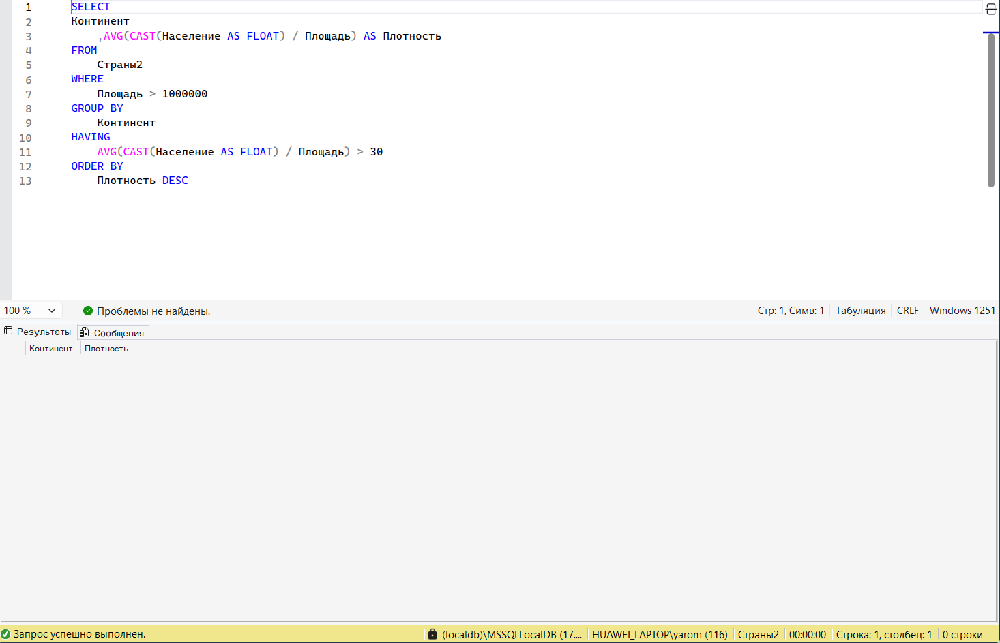 1 SELECT
2 Континент
3 ,AVG(CAST(Население AS FLOAT) / Площадь) AS Плотность
4 FROM
5 Страны2
6 WHERE
7 Площадь > 1000000
8 GROUP BY
9 Континент
10 HAVING
11 AVG(CAST(Население AS FLOAT) / Площадь) > 30
12 ORDER BY
13 Плотность DESC
100 % Проблемы не найдены. Стр: 1, Симв: 1 Табуляция CRLF Windows 1251
Результаты Сообщения
Континент Плотность
Запрос успешно выполнен. (localdb)\MSSQLLocalDB (17.... HUAWEI_LAPTOP\yarom (116) Страны2 00:00:00 Строка: 1, столбец: 1 0 строки